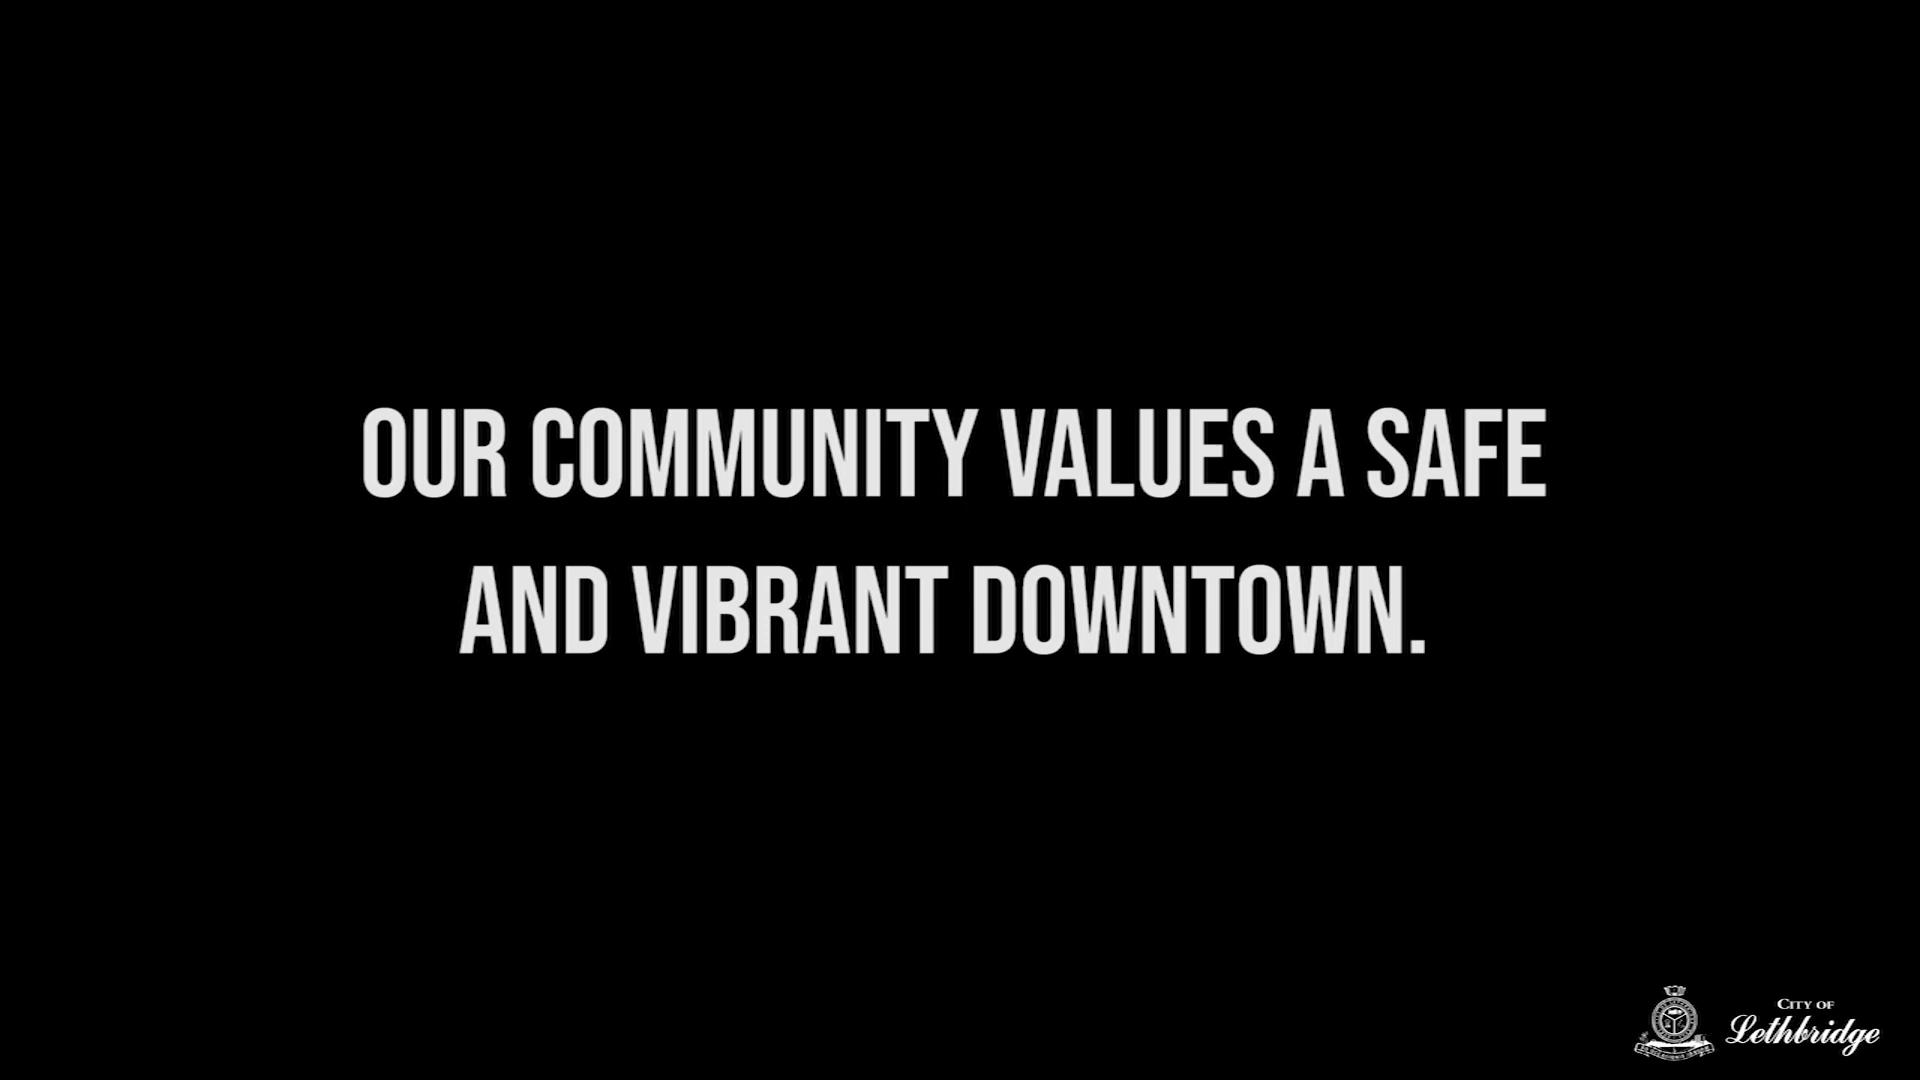 OUR COMMUNITY VALUES A SAFE
AND VIBRANT DOWNTOWN.
CITY OF
Lethbridge